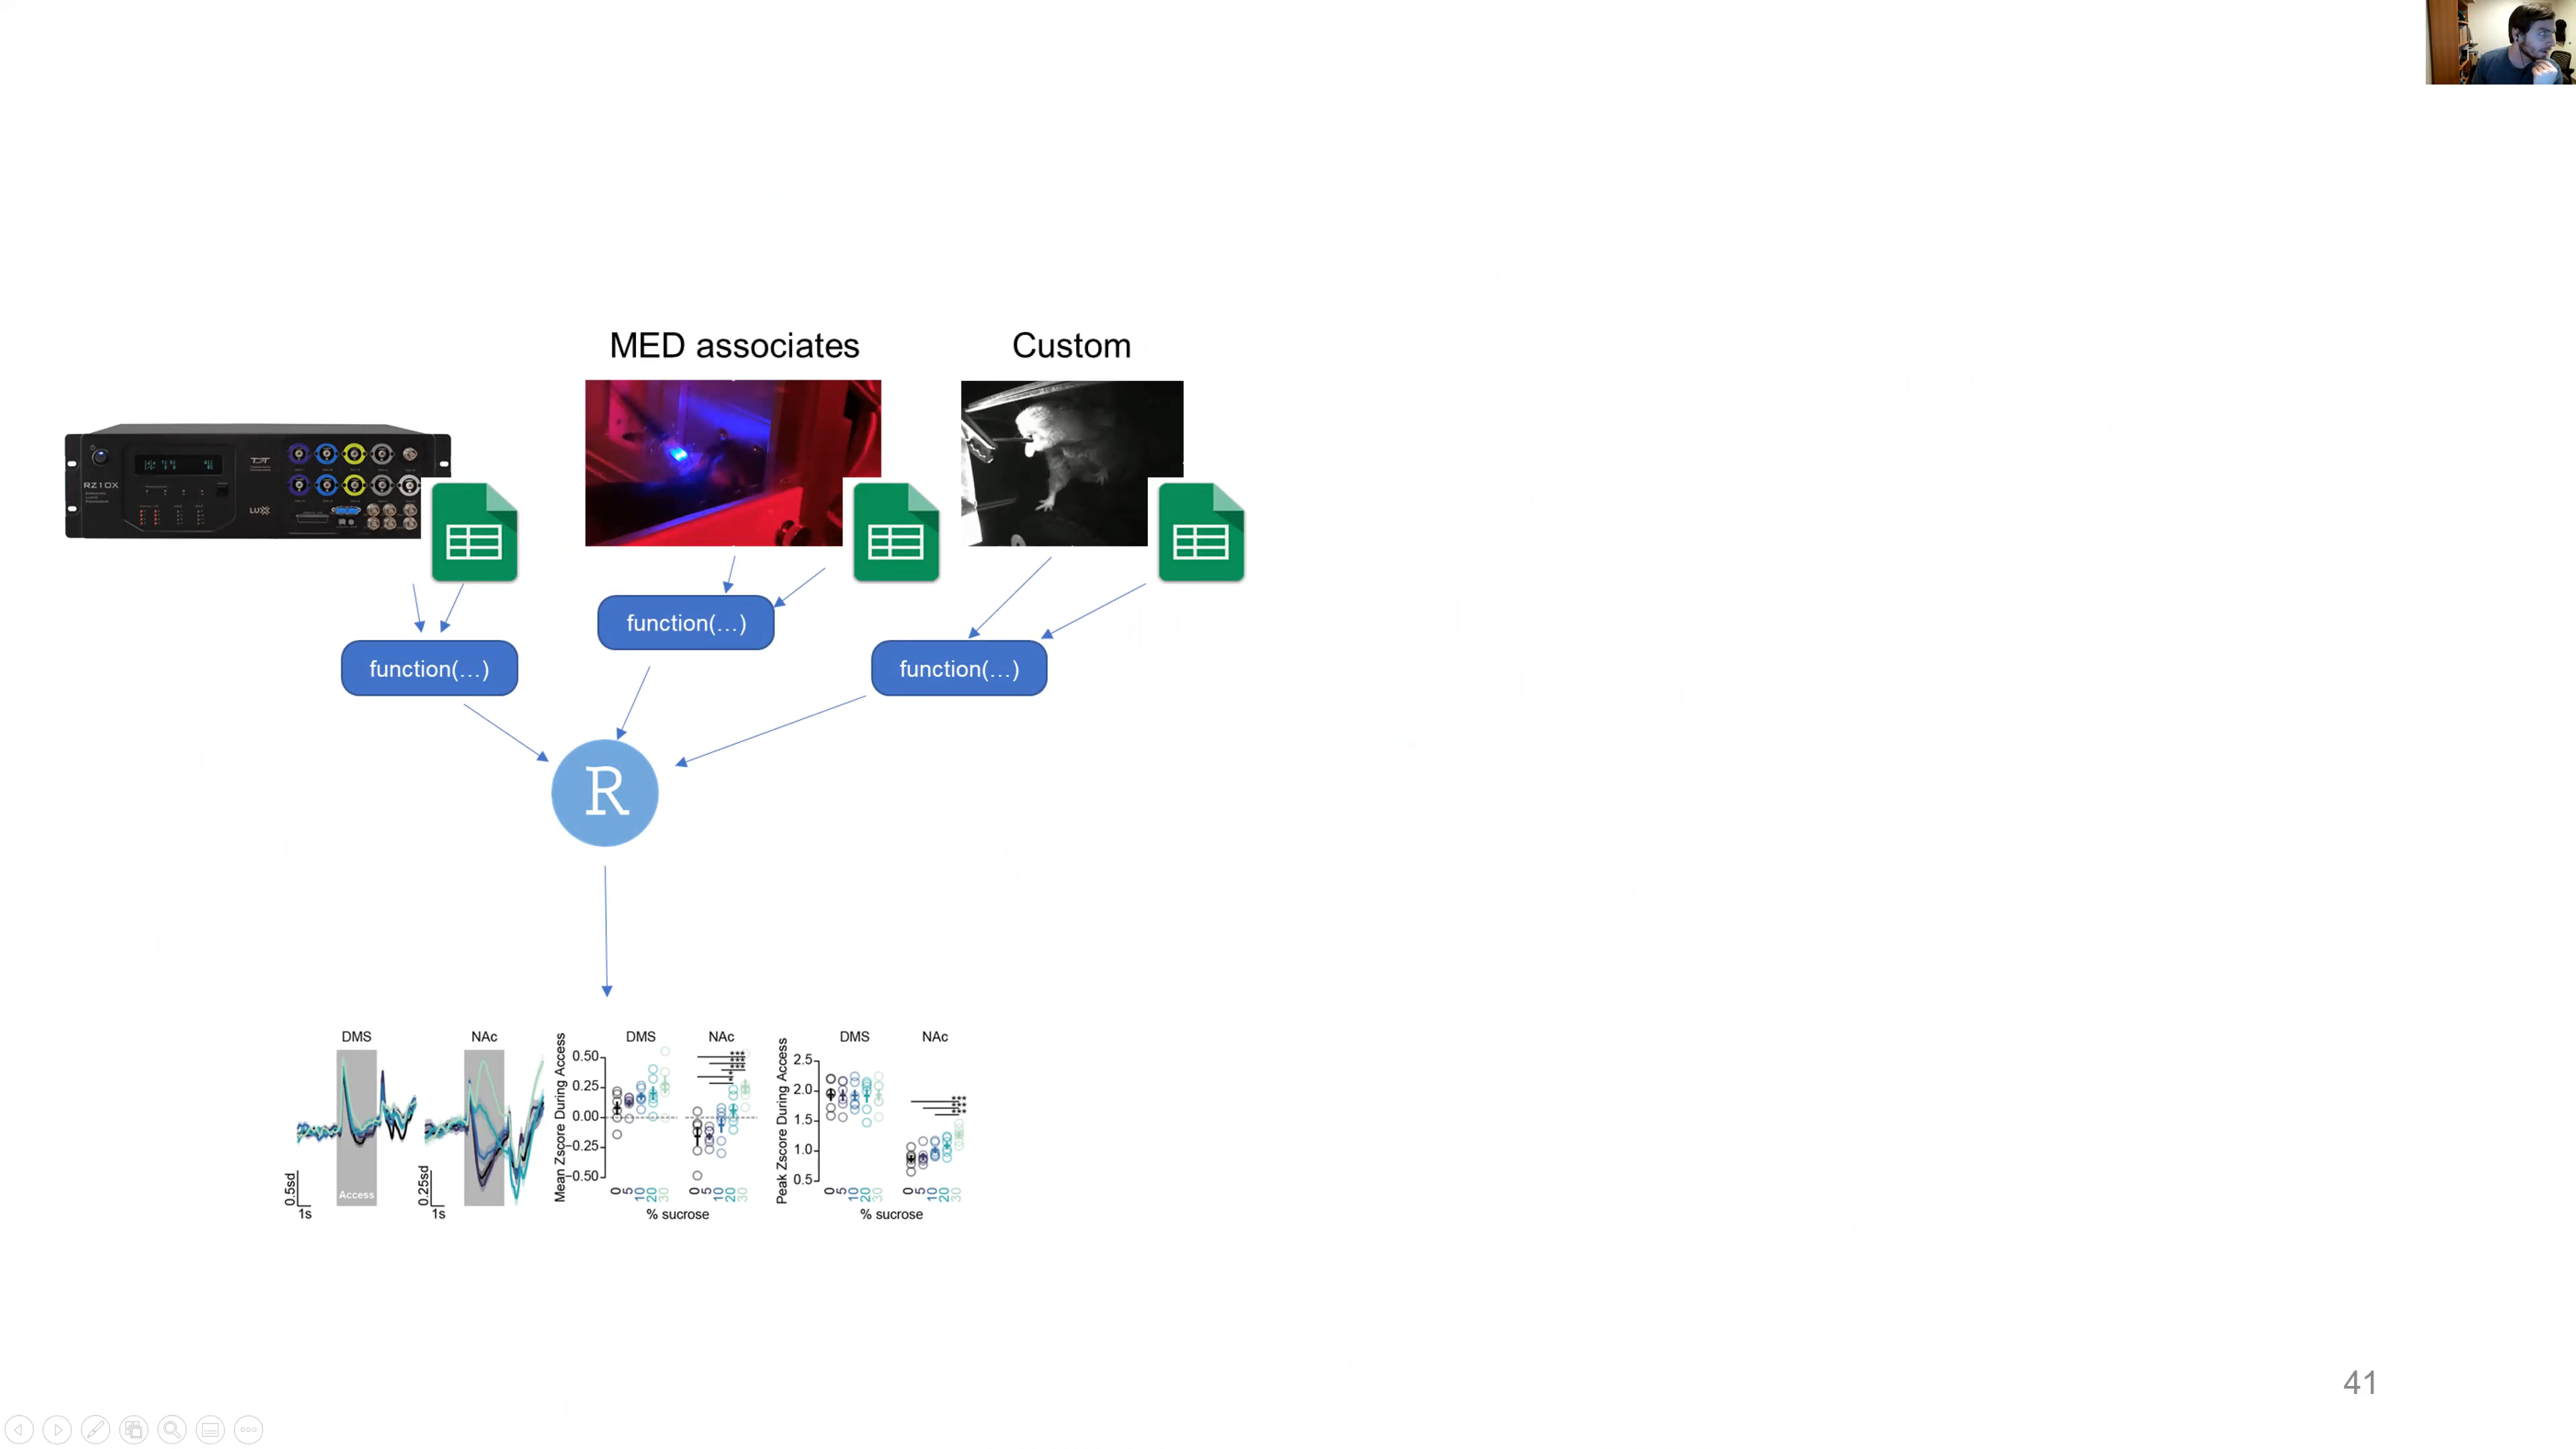 MED associates
Custom
TDT
RZ10X
LUX
function(…)
function(…)
function(…)
R
DMS
NAc
0.5sd
1s
Access
0.25sd
1s
Mean Zscore During Access
DMS
NAc
0.50
0.25
0.00
−0.25
−0.50
***
***
***
*
*
0
5
10
20
30
0
5
10
20
30
% sucrose
Peak Zscore During Access
DMS
NAc
2.5
2.0
1.5
1.0
0.5
***
***
***
0
5
10
20
30
0
5
10
20
30
% sucrose
41